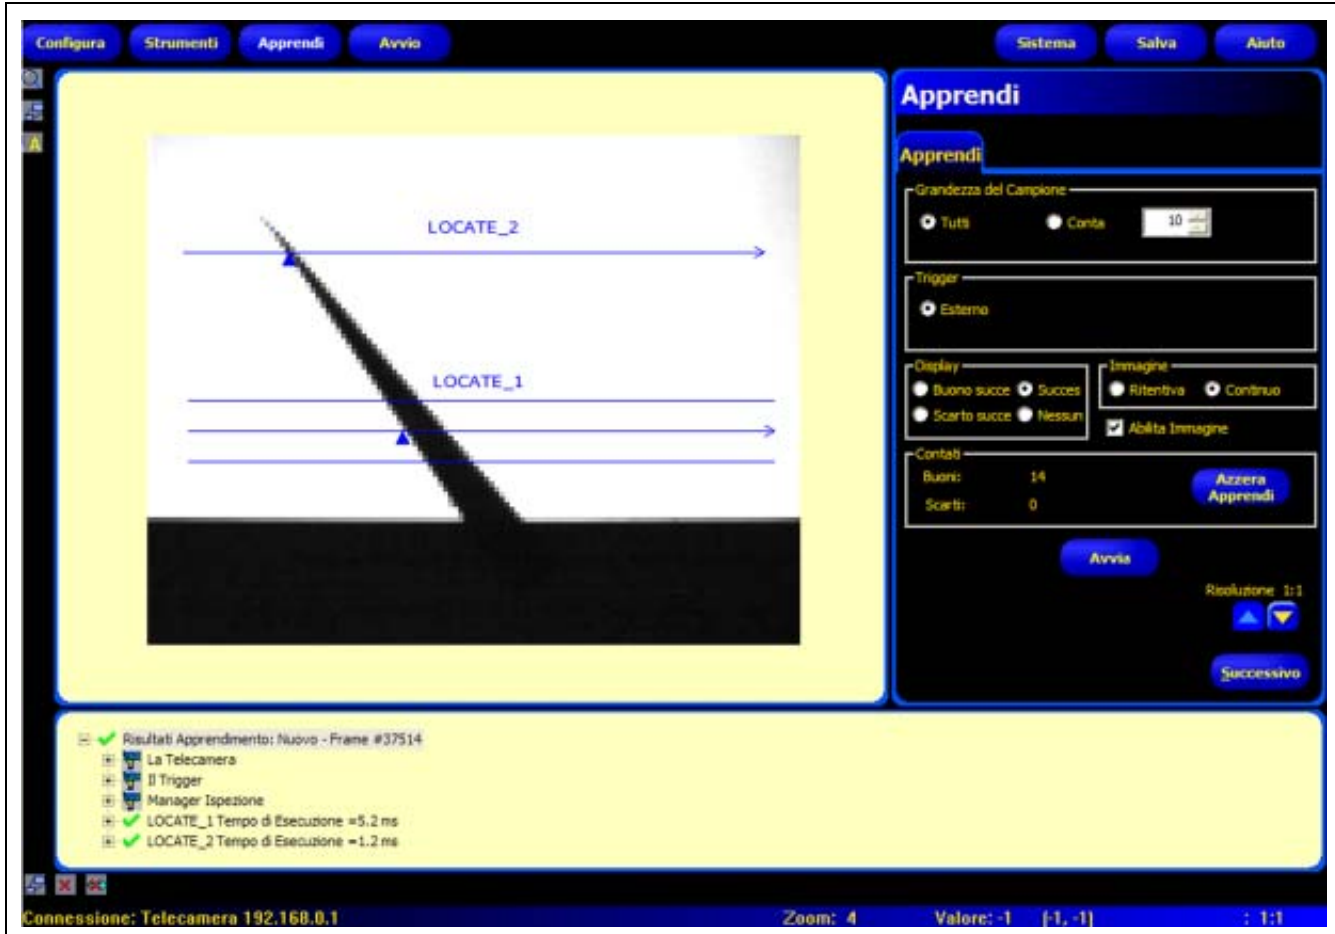 Configura Strumenti Apprendi Avvio Sistema Salva Aiuto
A
LOCATE_2
LOCATE_1
Apprendi
Apprendi
Grandezza del Campione
Tutti Conta 10
Trigger
Esterno
Display
Buono succe Succes
Scarto succe Nessun
Immagine
Ritentiva Continuo
Abilita Immagine
Contati
Buoni: 14
Scarti: 0
Azzera
Apprendi
Avvia
Risoluzione 1:1
Successivo
Risultati Apprendimento: Nuovo - Frame #37514
La Telecamera
Il Trigger
Manager Ispezione
LOCATE_1 Tempo di Esecuzione =5.2 ms
LOCATE_2 Tempo di Esecuzione =1.2 ms
Connessione: Telecamera 192.168.0.1 Zoom: 4 Valore: -1 [-1, -1] : 1:1